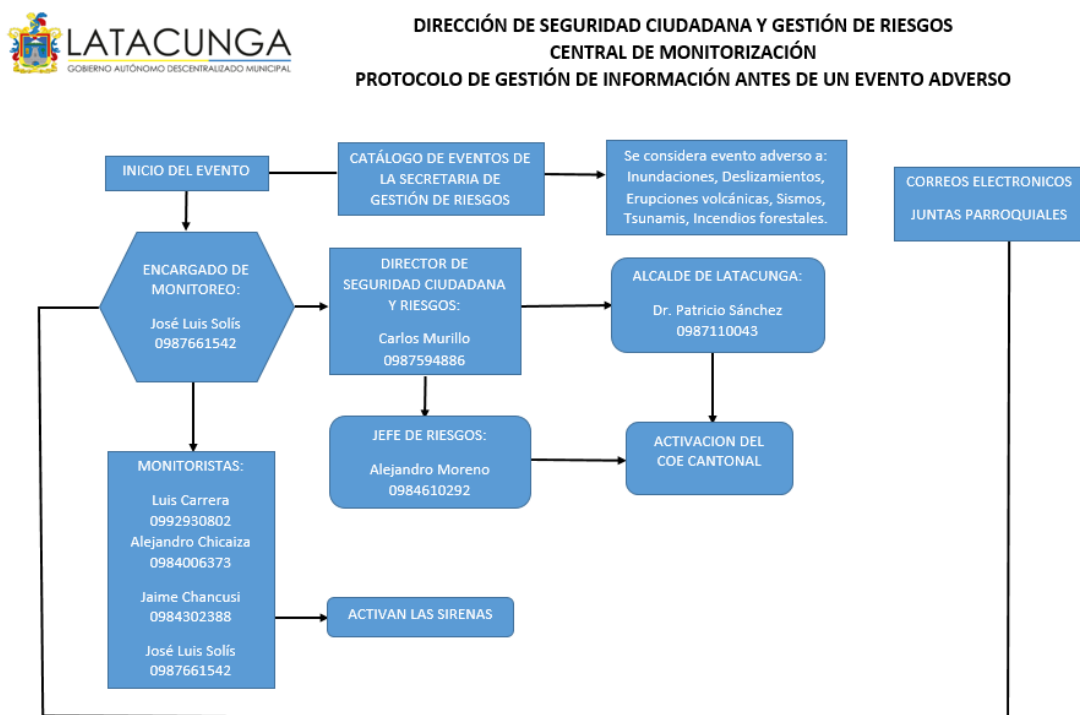 LATACUNGA
GOBIERNO AUTÓNOMO DESCENTRALIZADO MUNICIPAL
DIRECCIÓN DE SEGURIDAD CIUDADANA Y GESTIÓN DE RIESGOS
CENTRAL DE MONITORIZACIÓN
PROTOCOLO DE GESTIÓN DE INFORMACIÓN ANTES DE UN EVENTO ADVERSO
INICIO DEL EVENTO
CATÁLOGO DE EVENTOS DE
LA SECRETARIA DE
GESTIÓN DE RIESGOS
Se considera evento adverso a:
Inundaciones, Deslizamientos,
Erupciones volcánicas, Sismos,
Tsunamis, Incendios forestales.
CORREOS ELECTRONICOS
JUNTAS PARROQUIALES
ENCARGADO DE
MONITOREO:
José Luis Solís
0987661542
DIRECTOR DE
SEGURIDAD CIUDADANA
Y RIESGOS:
Carlos Murillo
0987594886
ALCALDE DE LATACUNGA:
Dr. Patricio Sánchez
0987110043
JEFE DE RIESGOS:
Alejandro Moreno
0984610292
ACTIVACION DEL
COE CANTONAL
MONITORISTAS:
Luis Carrera
0992930802
Alejandro Chicaiza
0984006373
Jaime Chancusi
0984302388
José Luis Solís
0987661542
ACTIVAN LAS SIRENAS